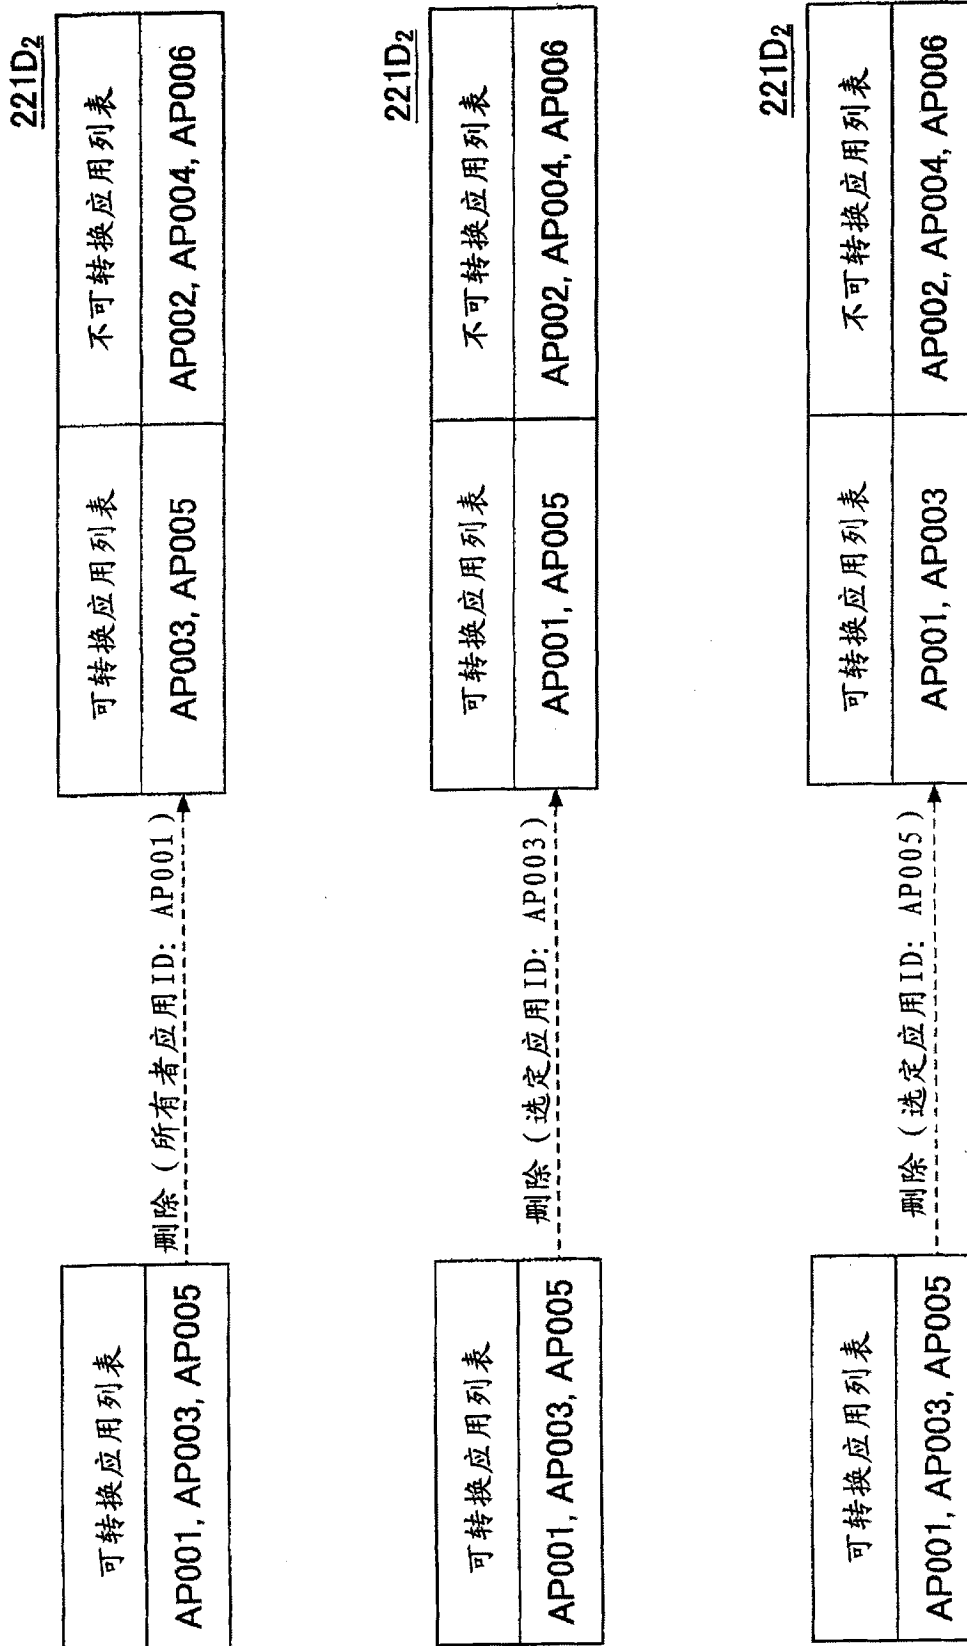 221D₂
可转换应用列表
AP001, AP003, AP005
删除（所有者应用ID: AP001）
可转换应用列表
不可转换应用列表
AP003, AP005
AP002, AP004, AP006
221D₂
可转换应用列表
AP001, AP003, AP005
删除（选定应用ID: AP003）
可转换应用列表
不可转换应用列表
AP001, AP005
AP002, AP004, AP006
221D₂
可转换应用列表
AP001, AP003, AP005
删除（选定应用ID: AP005）
可转换应用列表
不可转换应用列表
AP001, AP003
AP002, AP004, AP006